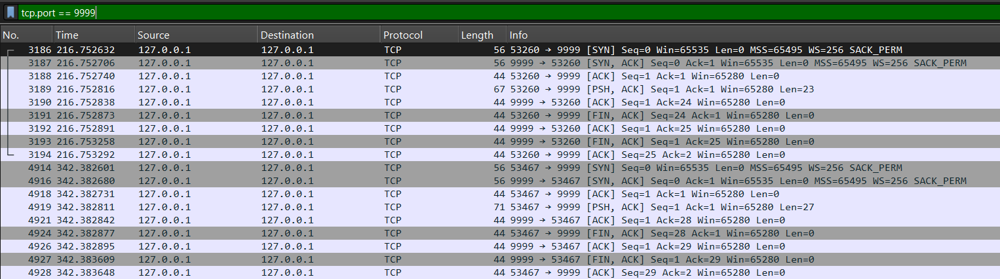 tcp.port == 9999
No. Time Source Destination Protocol Length Info
3186 216.752632 127.0.0.1 127.0.0.1 TCP 56 53260 → 9999 [SYN] Seq=0 Win=65535 Len=0 MSS=65495 WS=256 SACK_PERM
3187 216.752706 127.0.0.1 127.0.0.1 TCP 56 9999 → 53260 [SYN, ACK] Seq=0 Ack=1 Win=65535 Len=0 MSS=65495 WS=256 SACK_PERM
3188 216.752740 127.0.0.1 127.0.0.1 TCP 44 53260 → 9999 [ACK] Seq=1 Ack=1 Win=65280 Len=0
3189 216.752816 127.0.0.1 127.0.0.1 TCP 67 53260 → 9999 [PSH, ACK] Seq=1 Ack=1 Win=65280 Len=23
3190 216.752838 127.0.0.1 127.0.0.1 TCP 44 9999 → 53260 [ACK] Seq=1 Ack=24 Win=65280 Len=0
3191 216.752873 127.0.0.1 127.0.0.1 TCP 44 53260 → 9999 [FIN, ACK] Seq=24 Ack=1 Win=65280 Len=0
3192 216.752891 127.0.0.1 127.0.0.1 TCP 44 9999 → 53260 [ACK] Seq=1 Ack=25 Win=65280 Len=0
3193 216.753258 127.0.0.1 127.0.0.1 TCP 44 9999 → 53260 [FIN, ACK] Seq=1 Ack=25 Win=65280 Len=0
3194 216.753292 127.0.0.1 127.0.0.1 TCP 44 53260 → 9999 [ACK] Seq=25 Ack=2 Win=65280 Len=0
4914 342.382601 127.0.0.1 127.0.0.1 TCP 56 53467 → 9999 [SYN] Seq=0 Win=65535 Len=0 MSS=65495 WS=256 SACK_PERM
4916 342.382680 127.0.0.1 127.0.0.1 TCP 56 9999 → 53467 [SYN, ACK] Seq=0 Ack=1 Win=65535 Len=0 MSS=65495 WS=256 SACK_PERM
4918 342.382731 127.0.0.1 127.0.0.1 TCP 44 53467 → 9999 [ACK] Seq=1 Ack=1 Win=65280 Len=0
4919 342.382811 127.0.0.1 127.0.0.1 TCP 71 53467 → 9999 [PSH, ACK] Seq=1 Ack=1 Win=65280 Len=27
4921 342.382842 127.0.0.1 127.0.0.1 TCP 44 9999 → 53467 [ACK] Seq=1 Ack=28 Win=65280 Len=0
4924 342.382877 127.0.0.1 127.0.0.1 TCP 44 53467 → 9999 [FIN, ACK] Seq=28 Ack=1 Win=65280 Len=0
4926 342.382895 127.0.0.1 127.0.0.1 TCP 44 9999 → 53467 [ACK] Seq=1 Ack=29 Win=65280 Len=0
4927 342.383609 127.0.0.1 127.0.0.1 TCP 44 9999 → 53467 [FIN, ACK] Seq=1 Ack=29 Win=65280 Len=0
4928 342.383648 127.0.0.1 127.0.0.1 TCP 44 53467 → 9999 [ACK] Seq=29 Ack=2 Win=65280 Len=0